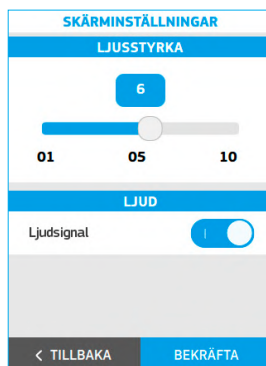 SKÄRMINSTÄLLNINGAR
LJUSSTYRKA
6
01 05 10
LJUD
Ljudsignal
< TILLBAKA BEKRÄFTA